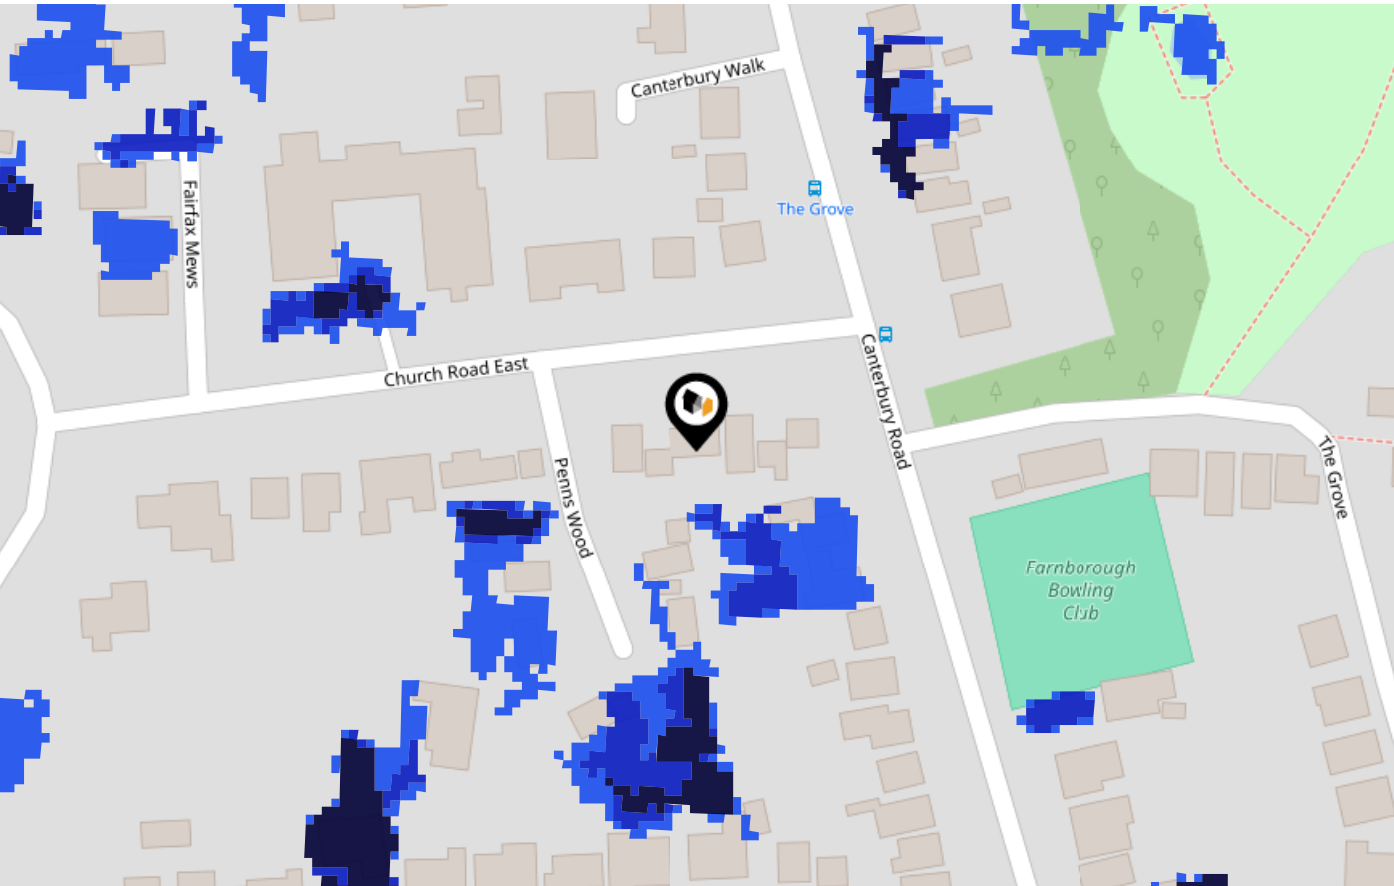 Canterbury Walk
Fairfax Mews
The Grove
Church Road East
Canterbury Road
Penns Wood
The Grove
Farnborough
Bowling
Club